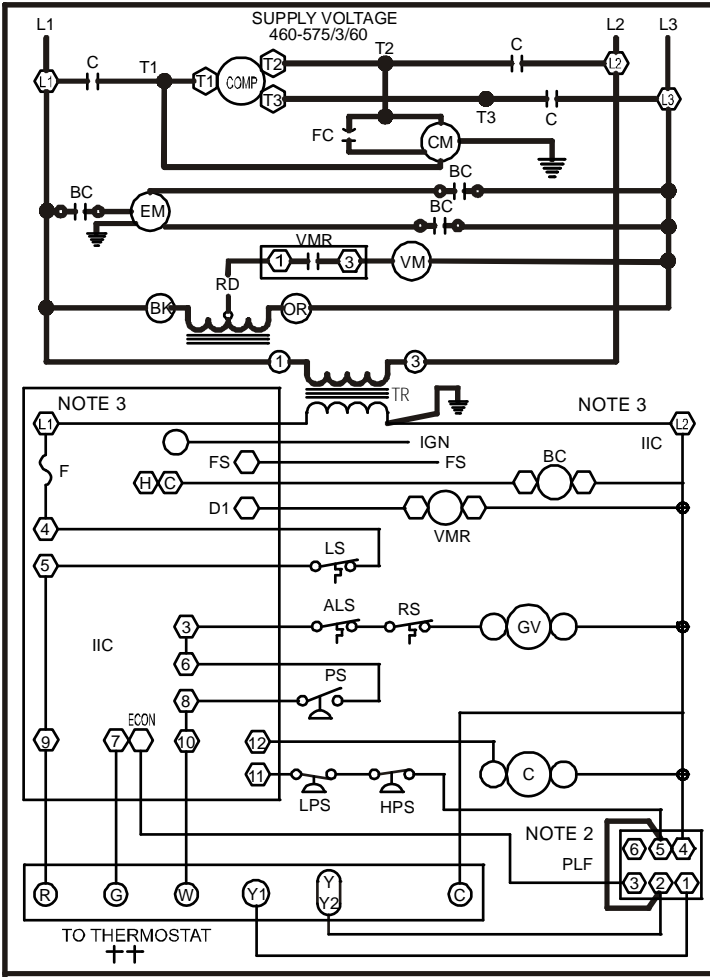 SUPPLY VOLTAGE
460-575/3/60
L1
L2
L3
T2
C
T1
C
L1
T1
COMP
T2
T3
L2
L3
T3
C
FC
CM
BC
BC
BC
EM
VMR
1
3
VM
RD
BK
OR
1
3
TR
NOTE 3
NOTE 3
L1
L2
IIC
IGN
F
FS
FS
BC
H
C
D1
VMR
4
LS
5
ALS
RS
3
GV
IIC
6
PS
8
ECON
9
7
10
12
11
C
LPS
HPS
NOTE 2
PLF
6
5
4
3
2
1
R
G
W
Y1
Y
Y2
C
TO THERMOSTAT
††